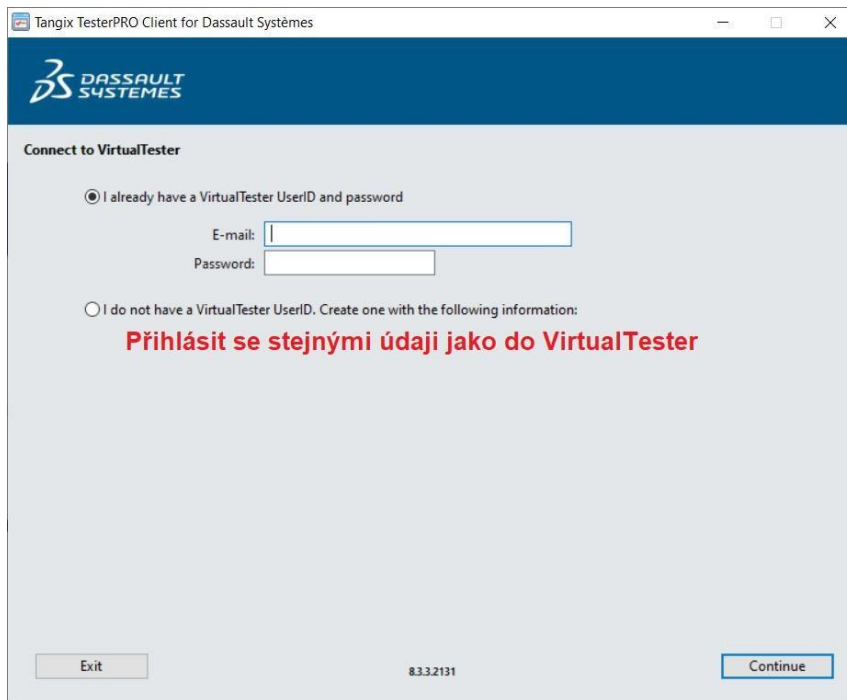 Tangix TesterPRO Client for Dassault Systèmes
DASSAULT
SYSTEMES
Connect to VirtualTester
I already have a VirtualTester UserID and password
E-mail:
Password:
I do not have a VirtualTester UserID. Create one with the following information:
Přihlásit se stejnými údaji jako do VirtualTester
Exit 8.3.3.2131 Continue